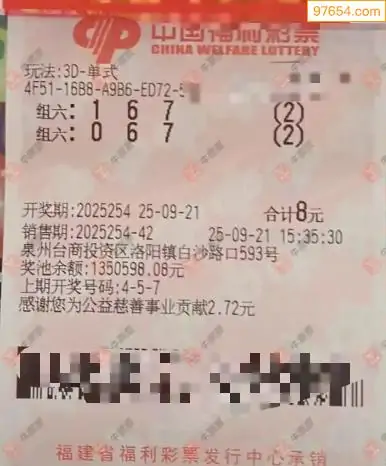 97654.com
中国福利彩票
CHINA WELFARE LOTTERY
玩法:3D-单式
4F51-16B8-A9B6-ED72-5
组六: 1 6 7 (2)
组六: 0 6 7 (2)
开奖期:2025254 25-09-21 合计8元
销售期:2025254-42 25-09-21 15:35:30
泉州台商投资区洛阳镇白沙路口593号
奖池余额:1350598.08元
上期开奖号码:4-5-7
感谢您为公益慈善事业贡献2.72元
福建省福利彩票发行中心承销